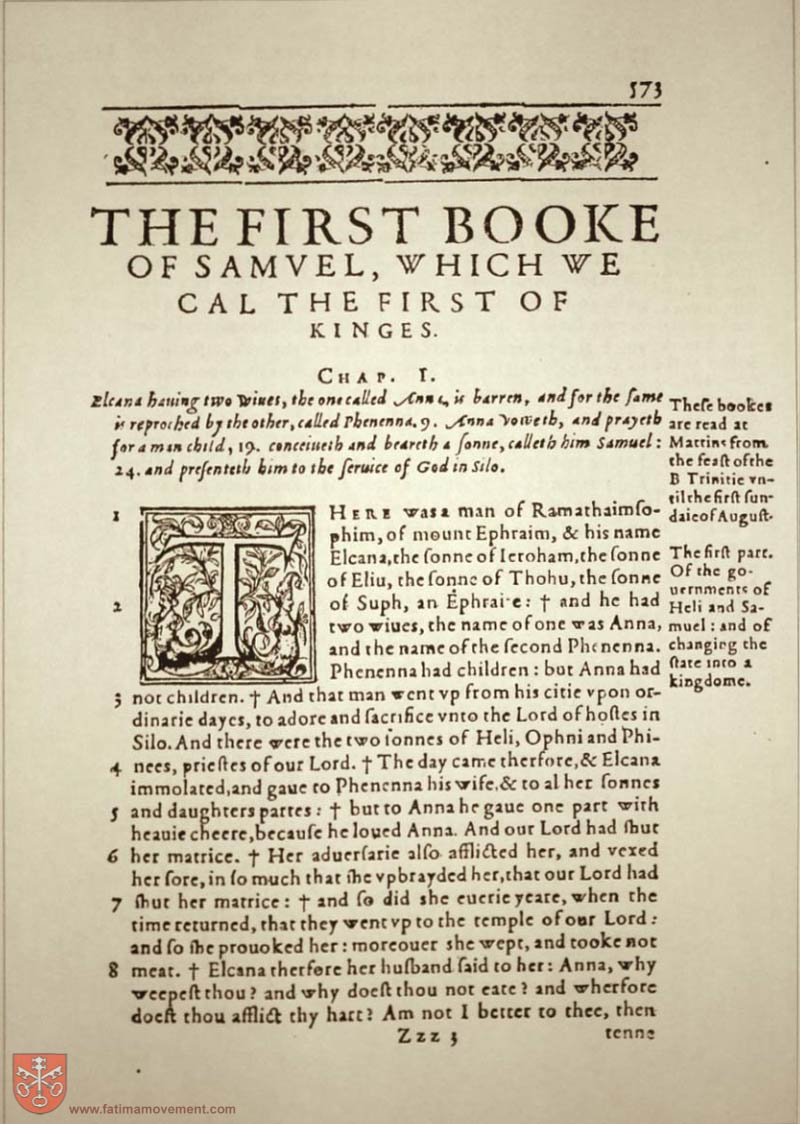 573
THE FIRST BOOKE
OF SAMVEL, WHICH WE
CAL THE FIRST OF
KINGES.
CHAP. I.
Elcana hauing two wiues, the one called Anna, is barren, and for the same
is reproched by the other, called Phenenna. 9. Anna voweth, and prayeth
for a man child, 19. conceiueth and beareth a ſonne, calleth him Samuel:
24. and preſenteth him to the ſeruice of God in Silo.
Theſe bookes
are read at
Mattins from
the feaſt of the
B Trinitie vn-
til the firſt ſun-
daie of Auguſt.
1 THERE was a man of Ramathaimſo-
phim, of mount Ephraim, & his name
Elcana, the ſonne of Ieroham, the ſonne
of Eliu, the ſonne of Thohu, the ſonne
2 of Suph, an : † and he had
two wiues, the name of one was Anna,
and the name of the ſecond Phenenna.
Phenenna had children: but Anna had
The firſt part.
Of the go-
uernments of
Heli and Sa-
muel: and of
changing the
ſtate into a
kingdome.
3 not children. † And that man went vp from his citie vpon or-
dinarie dayes, to adore and ſacrifice vnto the Lord of hoſtes in
Silo. And there were the two ſonnes of Heli, Ophni and Phi-
4 nees, prieſtes of our Lord. † The day came therfore, & Elcana
immolated, and gaue to Phenenna his wife, & to al her ſonnes
5 and daughters partes: † but to Anna he gaue one part with
heauie cheere, becauſe he loued Anna. And our Lord had ſhut
6 her matrice. † Her aduerſarie alſo afflicted her, and vexed
her ſore, in ſo much that ſhe vpbrayded her, that our Lord had
7 ſhut her matrice: † and ſo did she euerie yeare, when the
time returned, that they went vp to the temple of our Lord:
and ſo ſhe prouoked her: moreouer she wept, and tooke not
8 meat. † Elcana therfore her huſband ſaid to her: Anna, why
weepeſt thou? and why doeſt thou not eate? and wherfore
doeſt thou afflict thy hart? Am not I better to thee, then
Zzz 3 tenne
www.fatimamovement.com